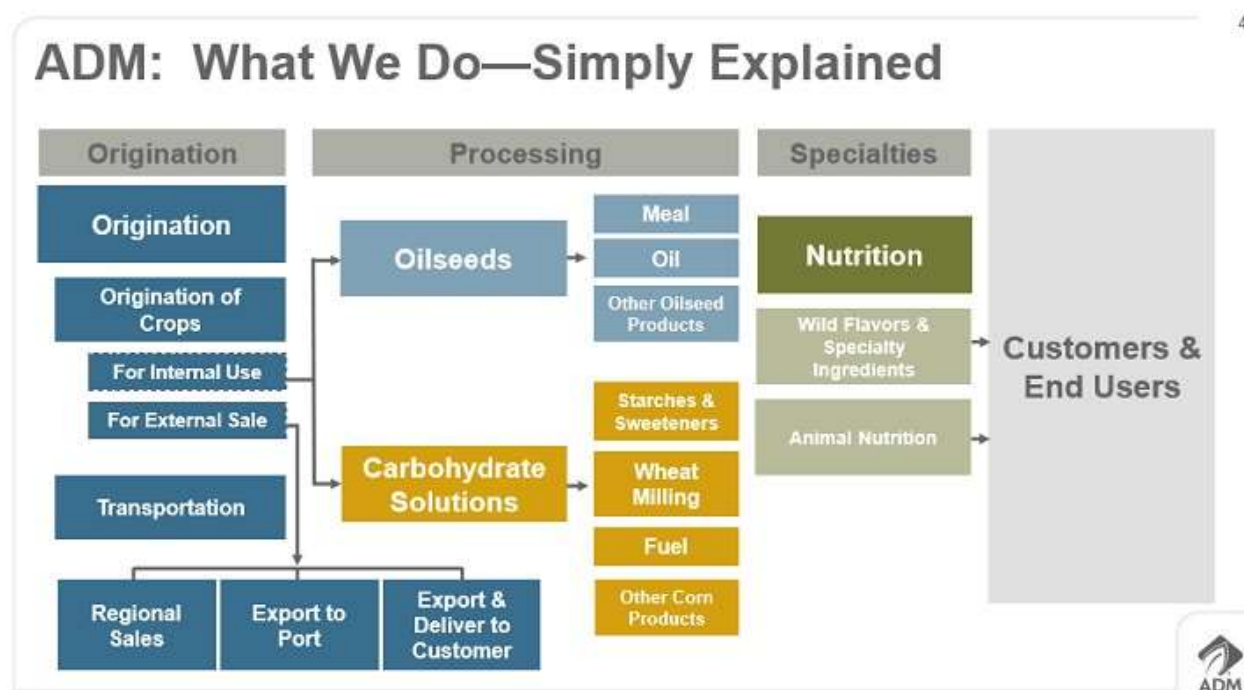 4
ADM: What We Do—Simply Explained
Origination
Processing
Specialties
Origination
Origination of
Crops
For Internal Use
For External Sale
Transportation
Regional
Sales
Export to
Port
Export &
Deliver to
Customer
Oilseeds
Meal
Oil
Other Oilseed
Products
Carbohydrate
Solutions
Starches &
Sweeteners
Wheat
Milling
Fuel
Other Corn
Products
Nutrition
Wild Flavors &
Specialty
Ingredients
Animal Nutrition
Customers &
End Users
ADM